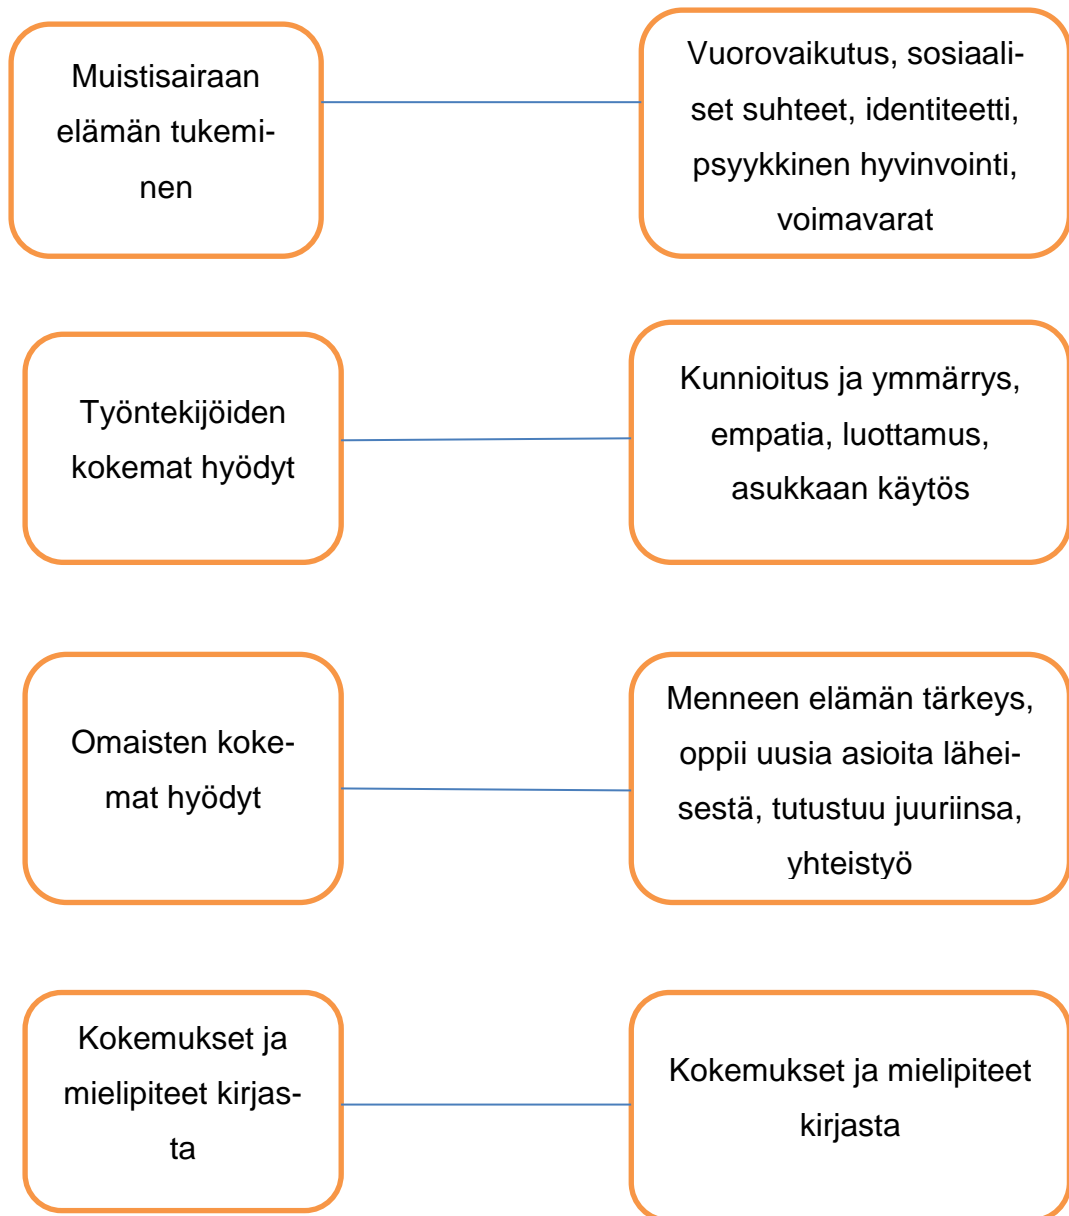 Muistisairaan
elämän tukemi-
nen
Vuorovaikutus, sosiaali-
set suhteet, identiteetti,
psyykkinen hyvinvointi,
voimavarat
Työntekijöiden
kokemat hyödyt
Kunnioitus ja ymmärrys,
empatia, luottamus,
asukkaan käytös
Omaisten koke-
mat hyödyt
Menneen elämän tärkeys,
oppii uusia asioita lähei-
sestä, tutustuu juuriinsa,
yhteistyö
Kokemukset ja
mielipiteet kirjas-
ta
Kokemukset ja mielipiteet
kirjasta